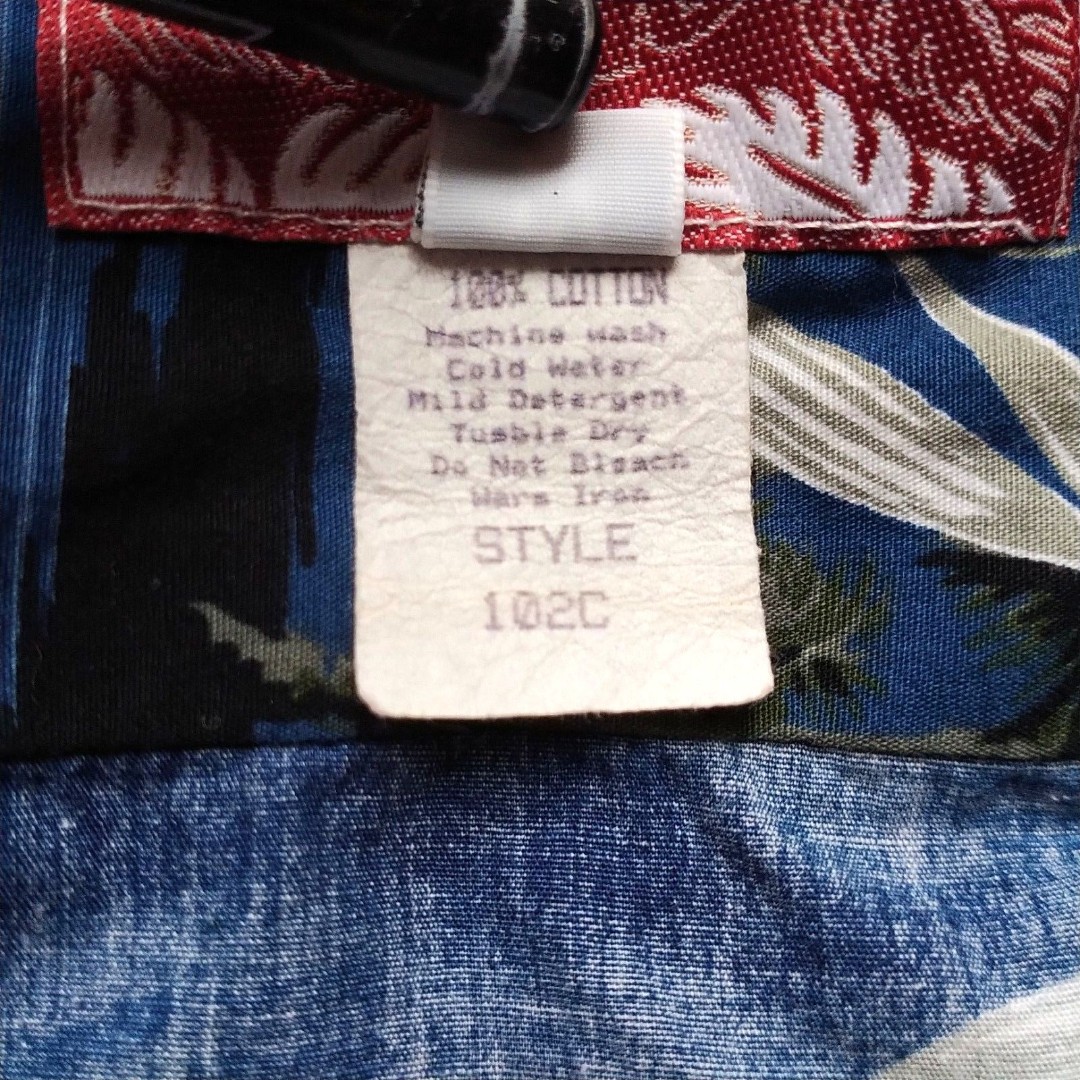 100% COTTON
Machine Wash
Cold Water
Mild Detergent
Tumble Dry
Do Not Bleach
Warm Iron
STYLE
102C